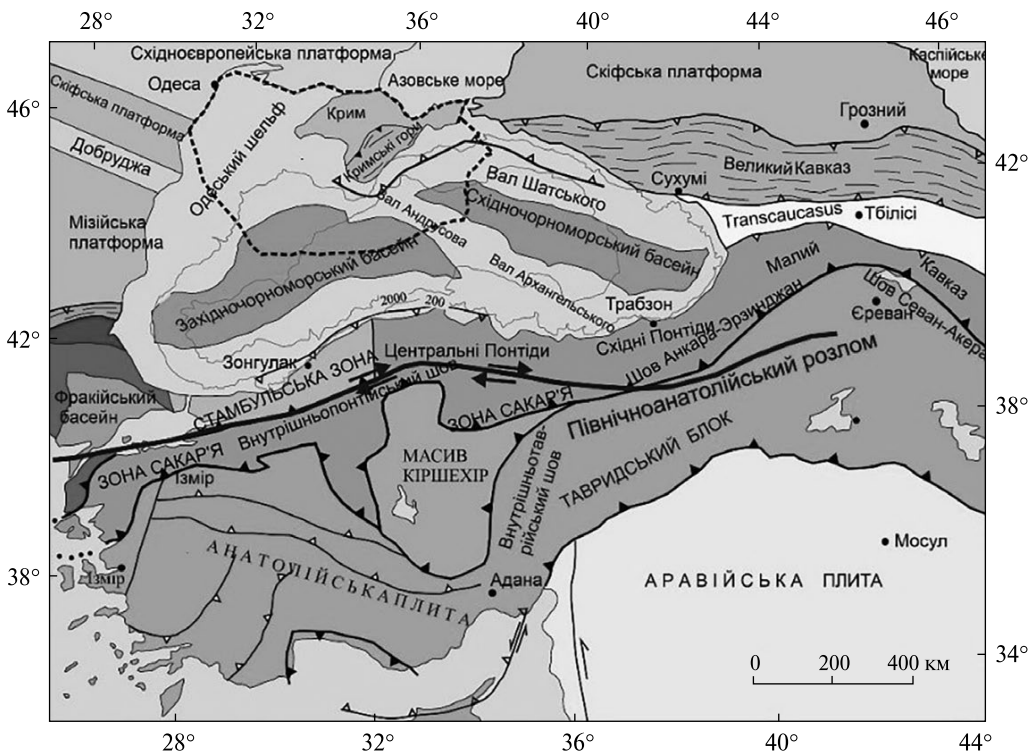 28° 32° 36° 40° 44° 46°
Східноєвропейська платформа
Каспійське
море
Одеса
Азовське море
Скіфська платформа
46°
Скіфська платформа
Крим
Грозний
Одеський шельф
Кримські гори
Добруджа
Великий Кавказ
42°
Вал Шатського
Сухумі
Вал Андрусова
Східночорноморський басейн
Transcaucasus
Тбілісі
Мізійська
платформа
Західночорноморський басейн
Вал Архангельського
Малий
Кавказ
Шов Севан-Акера
2000 200
Трабзон
Єреван
42°
Східні Понтіди
Шов Анкара-Эрзинджан
Зонгулак
СТАМБУЛЬСЬКА ЗОНА
Центральні Понтіди
Північноанатолійський розлом
Фракійський
басейн
Внутрішньопонтійський шов
ЗОНА САКАР'Я
38°
ЗОНА САКАР'Я
Ізмір
МАСИВ
КІРШЕХІР
Внутрішньотав-
рійський шов
ТАВРИДСЬКИЙ БЛОК
Мосул
38°
Ізмір
АНАТОЛІЙСЬКА ПЛИТА
Адана
АРАВІЙСЬКА ПЛИТА
34°
0 200 400 км
28° 32° 36° 40° 44°